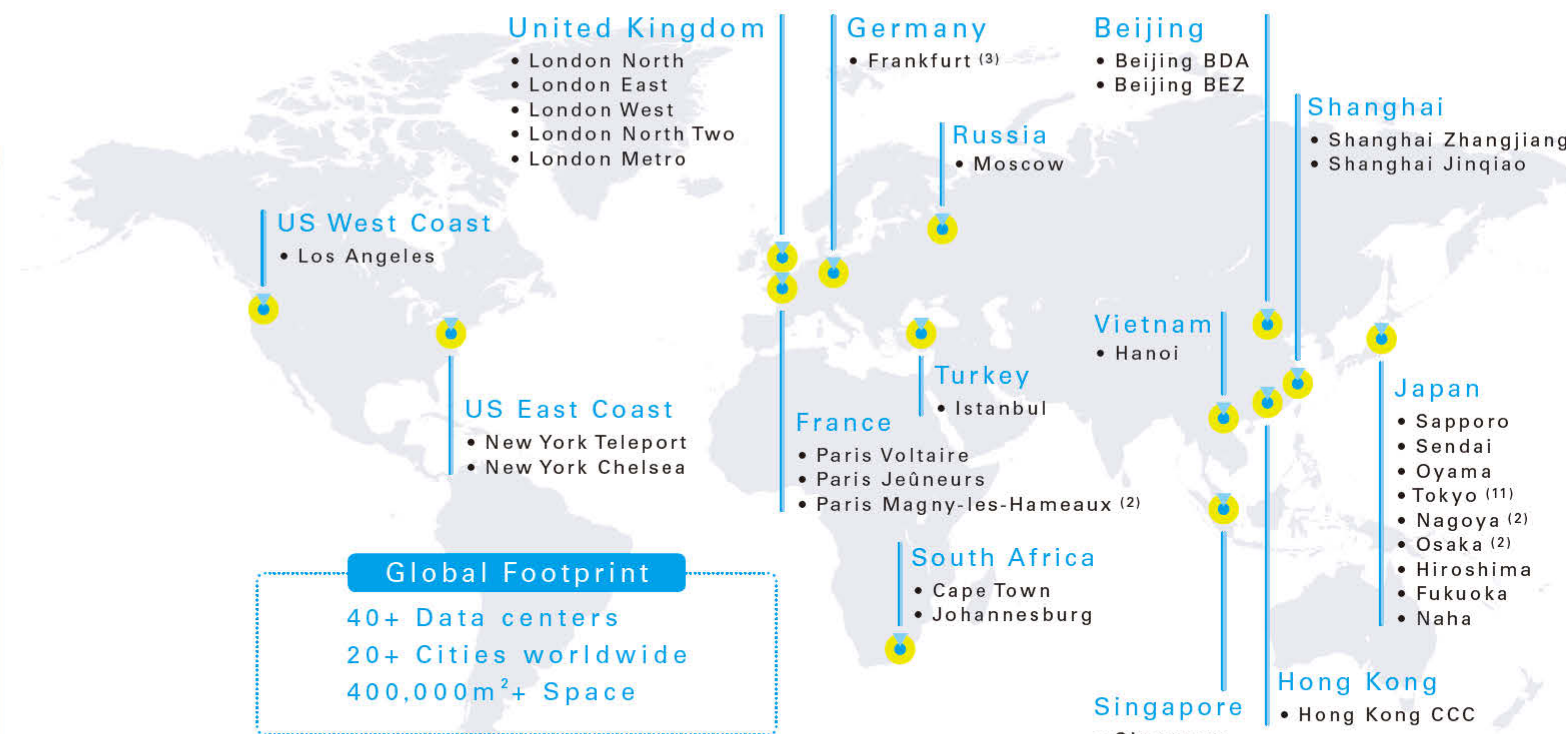 United Kingdom
• London North
• London East
• London West
• London North Two
• London Metro
Germany
• Frankfurt (3)
Beijing
• Beijing BDA
• Beijing BEZ
Shanghai
• Shanghai Zhangjiang
• Shanghai Jinqiao
Russia
• Moscow
US West Coast
• Los Angeles
US East Coast
• New York Teleport
• New York Chelsea
Vietnam
• Hanoi
Turkey
• Istanbul
France
• Paris Voltaire
• Paris Jeûneurs
• Paris Magny-les-Hameaux (2)
Japan
• Sapporo
• Sendai
• Oyama
• Tokyo (11)
• Nagoya (2)
• Osaka (2)
• Hiroshima
• Fukuoka
• Naha
South Africa
• Cape Town
• Johannesburg
Global Footprint
40+ Data centers
20+ Cities worldwide
400,000m²+ Space
Singapore
Hong Kong
• Hong Kong CCC